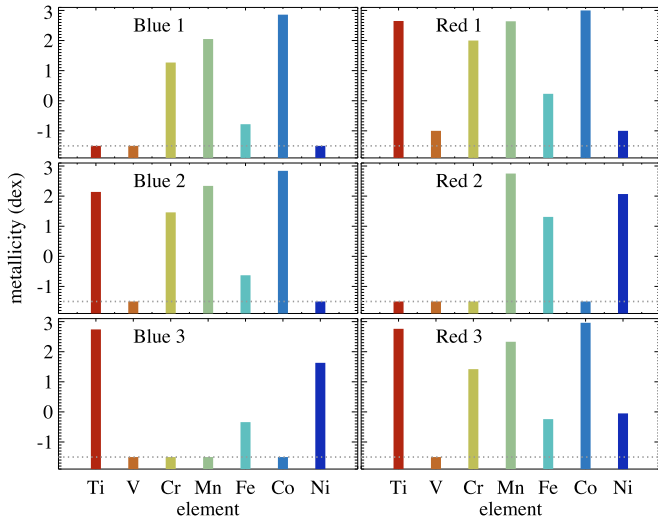 Blue 1
Red 1
3
2
1
0
-1
Blue 2
Red 2
3
2
1
0
-1
metallicity (dex)
Blue 3
Red 3
3
2
1
0
-1
Ti V Cr Mn Fe Co Ni
Ti V Cr Mn Fe Co Ni
element
element